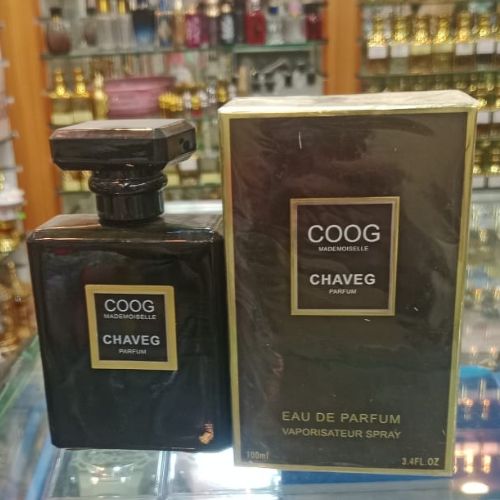 COOG
MADEMOISELLE
CHAVEG
PARFUM
COOG
MADEMOISELLE
CHAVEG
PARFUM
EAU DE PARFUM
VAPORISATEUR SPRAY
100ml
3.4FL OZ